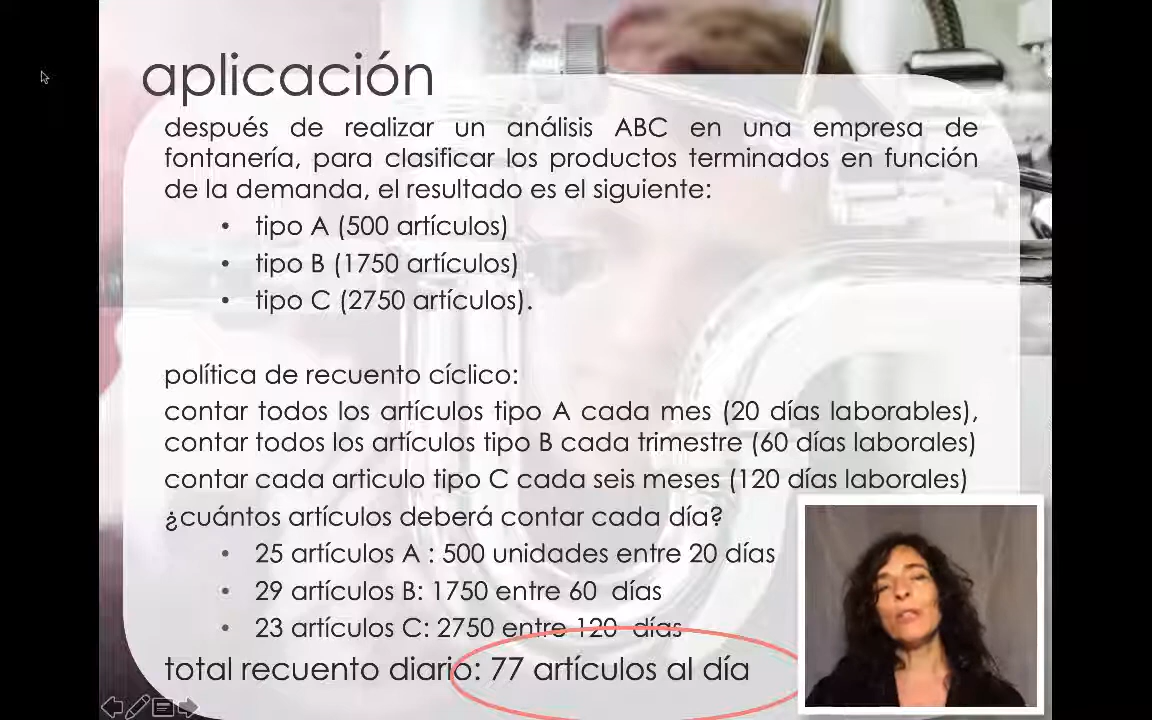 aplicación
después de realizar un análisis ABC en una empresa de
fontanería, para clasificar los productos terminados en función
de la demanda, el resultado es el siguiente:
• tipo A (500 artículos)
• tipo B (1750 artículos)
• tipo C (2750 artículos).
política de recuento cíclico:
contar todos los artículos tipo A cada mes (20 días laborables),
contar todos los artículos tipo B cada trimestre (60 días laborales)
contar cada articulo tipo C cada seis meses (120 días laborales)
¿cuántos artículos deberá contar cada día?
• 25 artículos A : 500 unidades entre 20 días
• 29 artículos B: 1750 entre 60 días
• 23 artículos C: 2750 entre 120 días
total recuento diario: 77 artículos al día